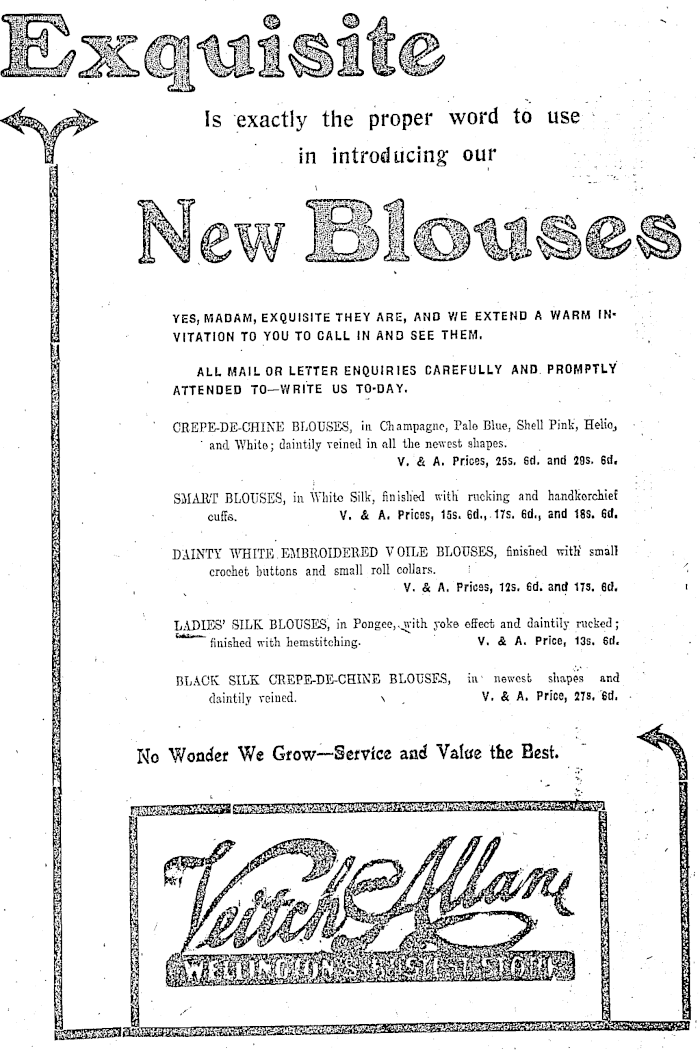 Exquisite
Is exactly the proper word to use
in introducing our
New Blouses
YES, MADAM, EXQUISITE THEY ARE, AND WE EXTEND A WARM IN-
VITATION TO YOU TO CALL IN AND SEE THEM.
ALL MAIL OR LETTER ENQUIRIES CAREFULLY AND PROMPTLY
ATTENDED TO—WRITE US TO-DAY.
CREPE-DE-CHINE BLOUSES, in Champagne, Pale Blue, Shell Pink, Helio,
and White; daintily veined in all the newest shapes.
V. & A. Prices, 25s. 6d. and 29s. 6d.
SMART BLOUSES, in White Silk, finished with rucking and handkerchief
cuffs. V. & A. Prices, 15s. 6d., 17s. 6d., and 18s. 6d.
DAINTY WHITE EMBROIDERED VOILE BLOUSES, finished with small
crochet buttons and small roll collars.
V. & A. Prices, 12s. 6d. and 17s. 6d.
LADIES' SILK BLOUSES, in Pongee, with yoke effect and daintily rucked;
finished with hemstitching. V. & A. Price, 13s. 6d.
BLACK SILK CREPE-DE-CHINE BLOUSES, in newest shapes and
daintily veined. V. & A. Price, 27s. 6d.
No Wonder We Grow—Service and Value the Best.
Veitch & Allan
WELLINGTON'S BUSIEST STORE